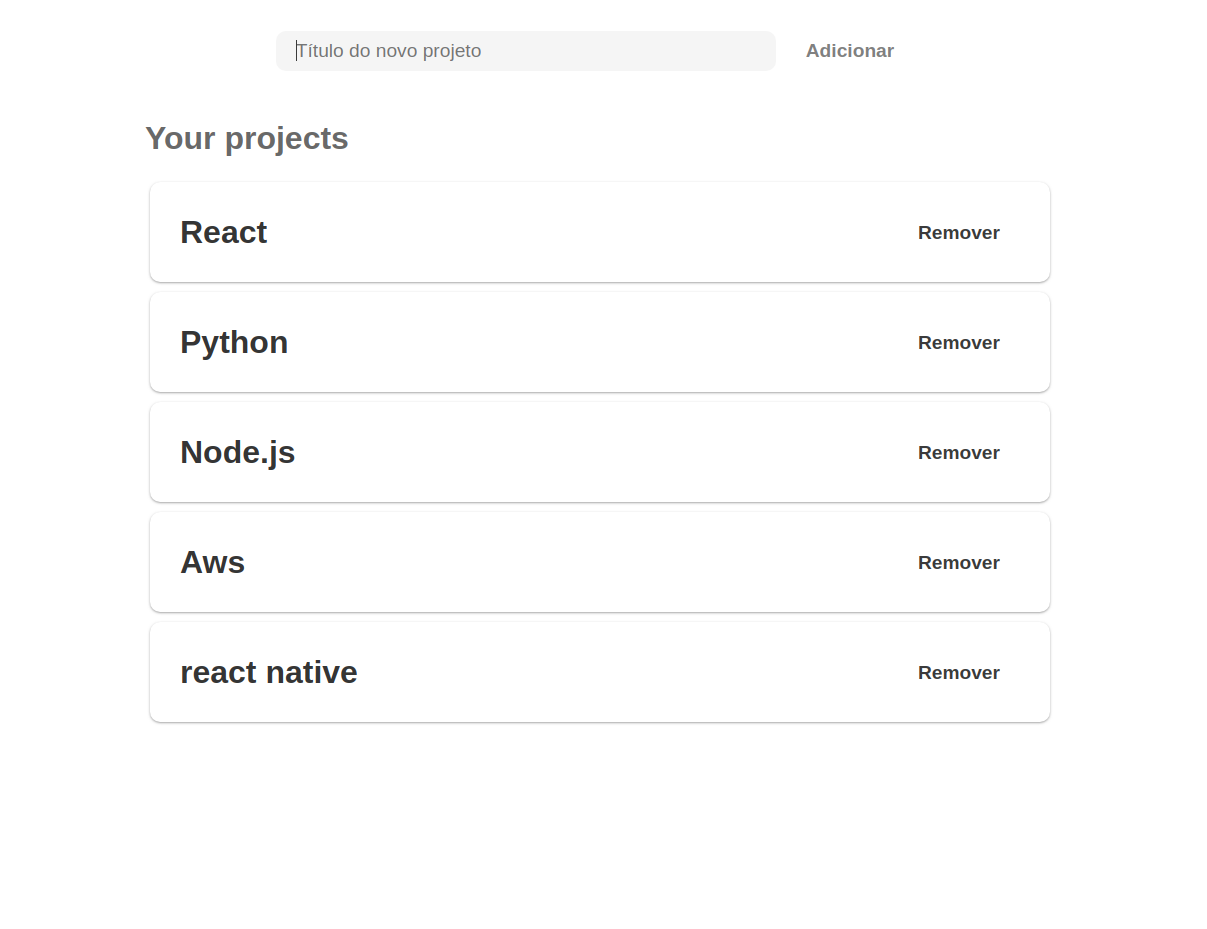 Título do novo projeto Adicionar
Your projects
React Remover
Python Remover
Node.js Remover
Aws Remover
react native Remover